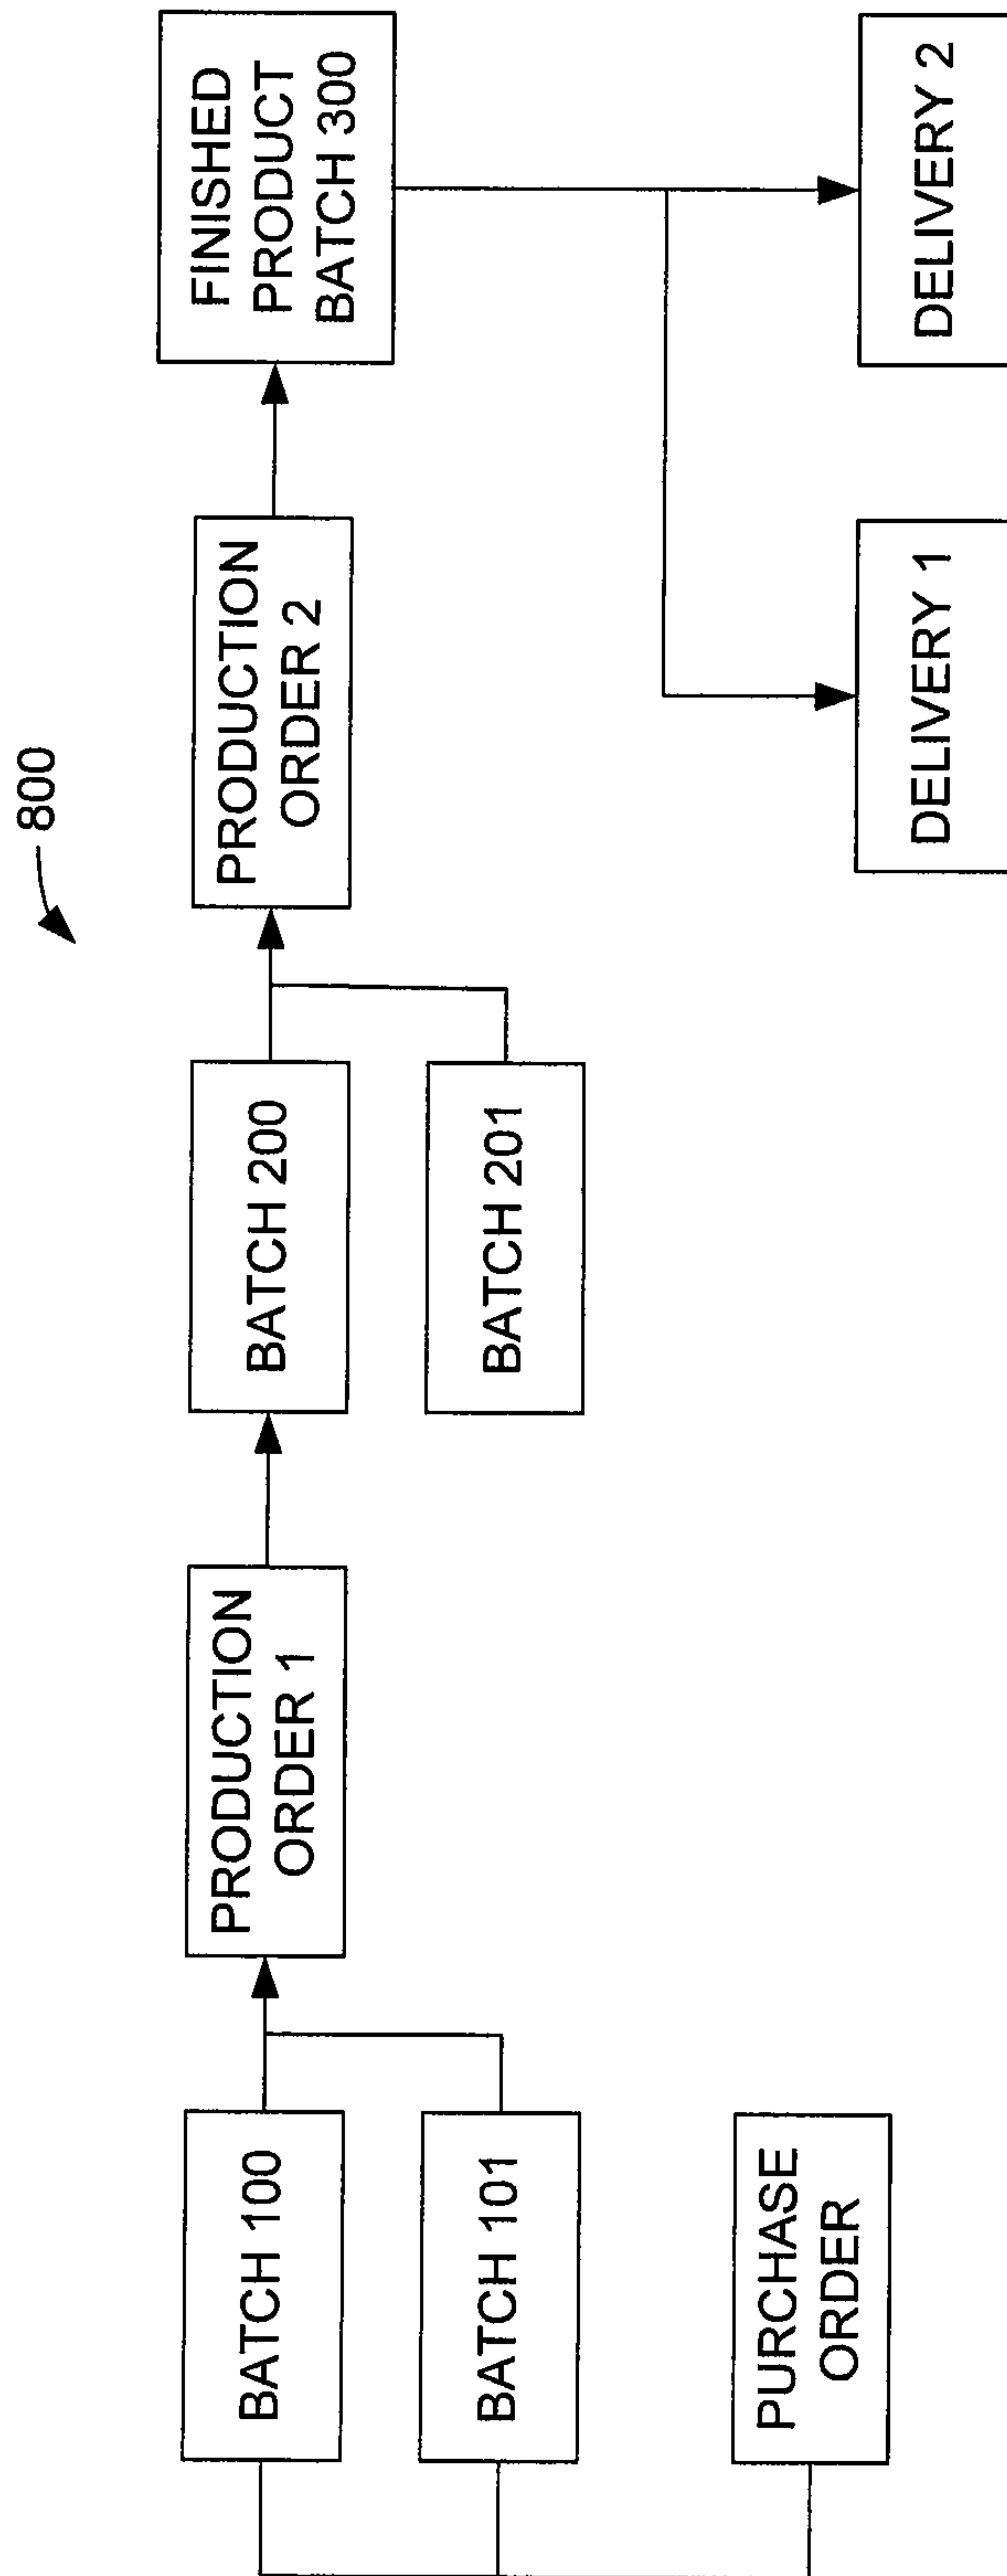 800
BATCH 100
PRODUCTION
ORDER 1
BATCH 200
PRODUCTION
ORDER 2
FINISHED
PRODUCT
BATCH 300
BATCH 101
BATCH 201
PURCHASE
ORDER
DELIVERY 1
DELIVERY 2